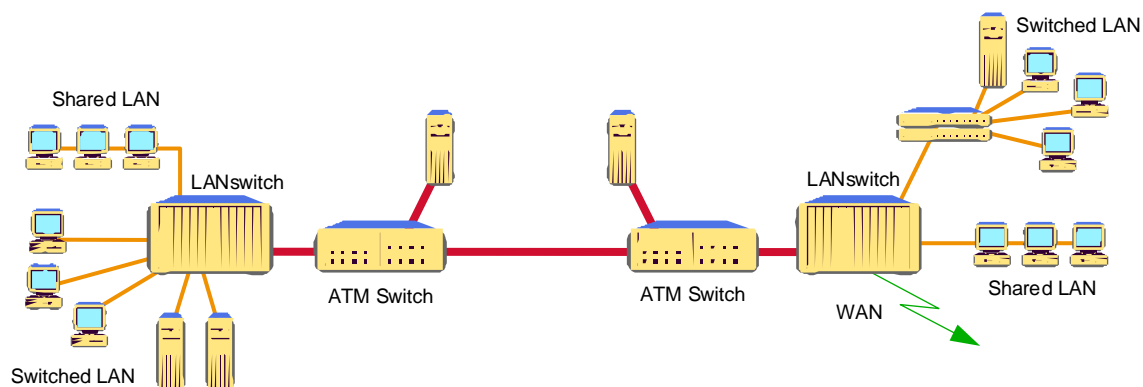 Switched LAN
Shared LAN
LANswitch
LANswitch
ATM Switch
ATM Switch
Shared LAN
WAN
Switched LAN